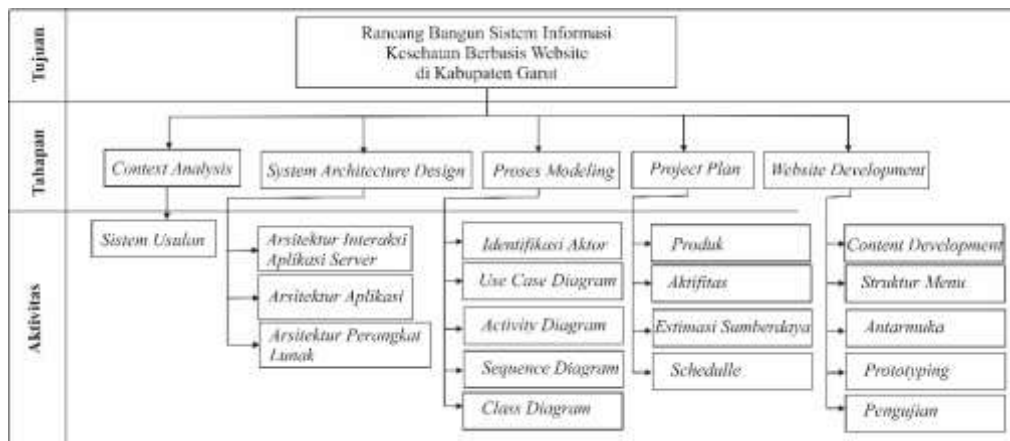 Tujuan
Rancang Bangun Sistem Informasi
Kesehatan Berbasis Website
di Kabupaten Garut
Tahapan
Context Analysis
System Architecture Design
Proses Modeling
Project Plan
Website Development
Aktivitas
Sistem Usulan
Arsitektur Interaksi
Aplikasi Server
Arsitektur Aplikasi
Arsitektur Perangkat
Lunak
Identifikasi Aktor
Use Case Diagram
Activity Diagram
Sequence Diagram
Class Diagram
Produk
Aktifitas
Estimasi Sumberdaya
Schedulle
Content Development
Struktur Menu
Antarmuka
Prototyping
Pengujian